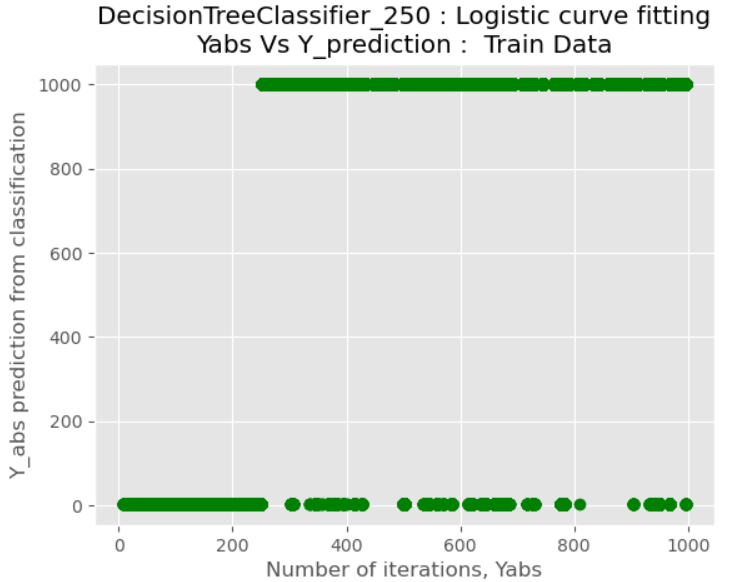 DecisionTreeClassifier_250 : Logistic curve fitting
Yabs Vs Y_prediction :  Train Data
Y_abs prediction from classification
1000
800
600
400
200
0
0 200 400 600 800 1000
Number of iterations, Yabs